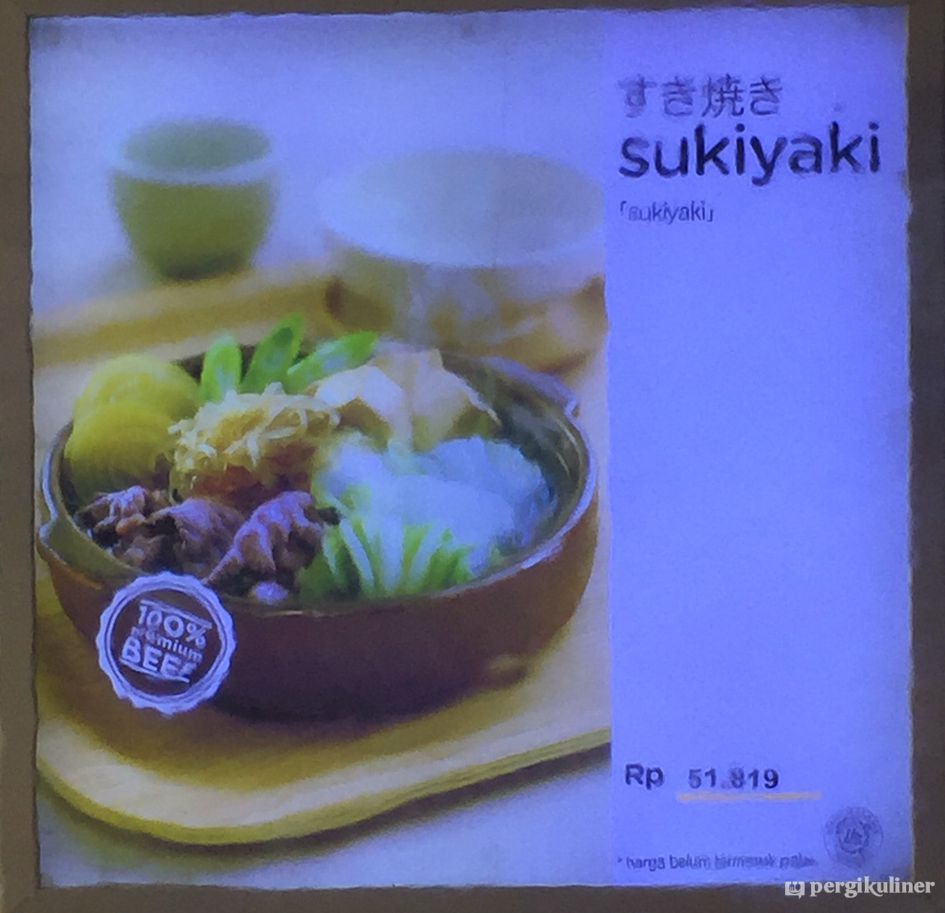 すき焼き
sukiyaki
「sukiyaki」
100%
premium
BEEF
Rp 51.819
* harga belum termasuk pajak
pergikuliner